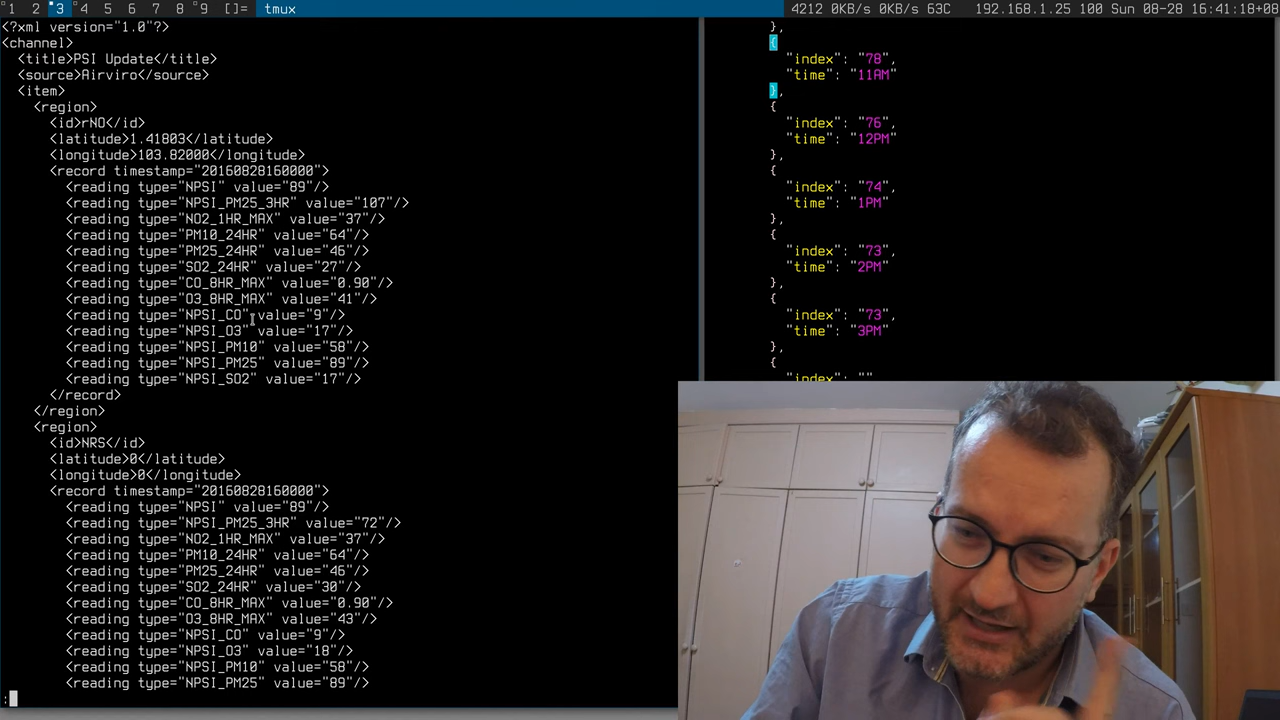 1 2 3 4 5 6 7 8 9 []= tmux 4212 0KB/s 0KB/s 63C 192.168.1.25 100 Sun 08-28 16:41:18+08
<?xml version="1.0"?>
<channel>
<title>PSI Update</title>
<source>Airviro</source>
<item>
<region>
<id>rNO</id>
<latitude>1.41803</latitude>
<longitude>103.82000</longitude>
<record timestamp="20160828160000">
<reading type="NPSI" value="89"/>
<reading type="NPSI_PM25_3HR" value="107"/>
<reading type="NO2_1HR_MAX" value="37"/>
<reading type="PM10_24HR" value="64"/>
<reading type="PM25_24HR" value="46"/>
<reading type="SO2_24HR" value="27"/>
<reading type="CO_8HR_MAX" value="0.90"/>
<reading type="O3_8HR_MAX" value="41"/>
<reading type="NPSI_CO" value="9"/>
<reading type="NPSI_O3" value="17"/>
<reading type="NPSI_PM10" value="58"/>
<reading type="NPSI_PM25" value="89"/>
<reading type="NPSI_SO2" value="17"/>
</record>
</region>
<region>
<id>NRS</id>
<latitude>0</latitude>
<longitude>0</longitude>
<record timestamp="20160828160000">
<reading type="NPSI" value="89"/>
<reading type="NPSI_PM25_3HR" value="72"/>
<reading type="NO2_1HR_MAX" value="37"/>
<reading type="PM10_24HR" value="64"/>
<reading type="PM25_24HR" value="46"/>
<reading type="SO2_24HR" value="30"/>
<reading type="CO_8HR_MAX" value="0.90"/>
<reading type="O3_8HR_MAX" value="43"/>
<reading type="NPSI_CO" value="9"/>
<reading type="NPSI_O3" value="18"/>
<reading type="NPSI_PM10" value="58"/>
<reading type="NPSI_PM25" value="89"/>
:
},
{
"index": "78",
"time": "11AM"
},
{
"index": "76",
"time": "12PM"
},
{
"index": "74",
"time": "1PM"
},
{
"index": "73",
"time": "2PM"
},
{
"index": "73",
"time": "3PM"
},
{
"index": ""